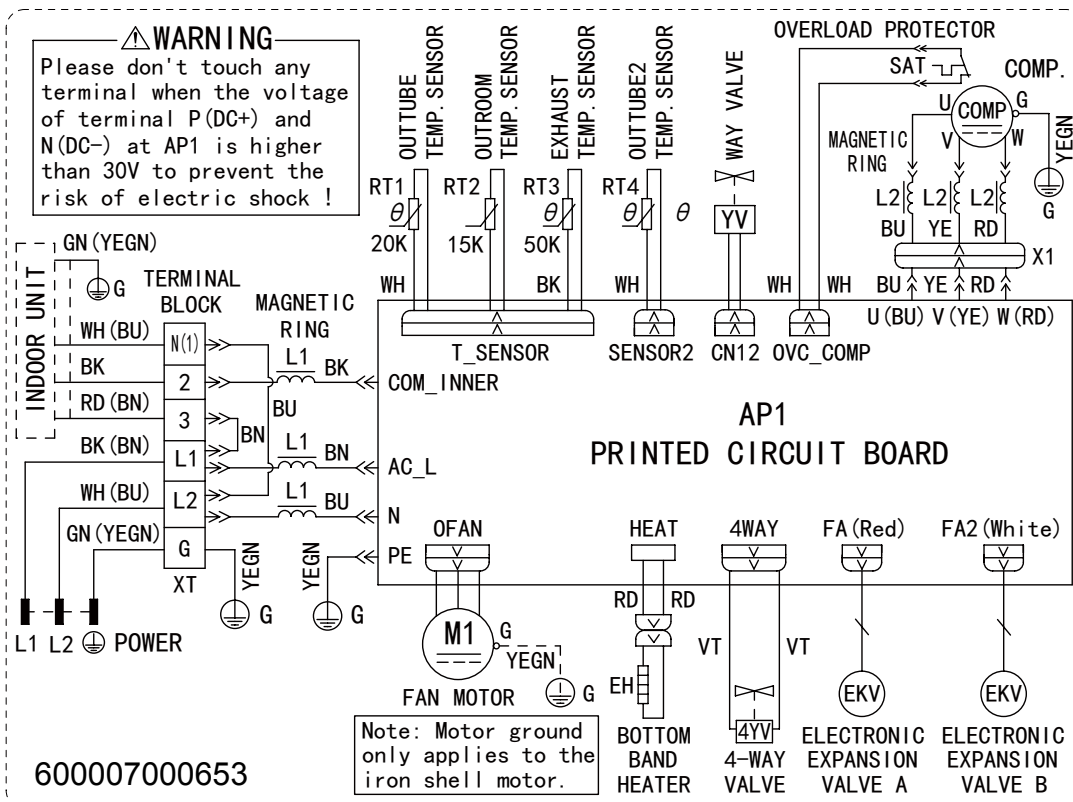 WARNING
Please don't touch any
terminal when the voltage
of terminal P(DC+) and
N(DC-) at AP1 is higher
than 30V to prevent the
risk of electric shock !
OUTTUBE
TEMP. SENSOR
OUTROOM
TEMP. SENSOR
EXHAUST
TEMP. SENSOR
OUTTUBE2
TEMP. SENSOR
WAY VALVE
OVERLOAD PROTECTOR
SAT
COMP.
U
COMP
G
V
W
YEGN
G
MAGNETIC
RING
RT1
RT2
RT3
RT4
θ
θ
θ
θ
20K
15K
50K
YV
L2
L2
L2
BU
YE
RD
X1
WH
BK
WH
WH
WH
BU
YE
RD
U(BU)
V(YE)
W(RD)
T_SENSOR
SENSOR2
CN12
OVC_COMP
INDOOR UNIT
GN(YEGN)
G
TERMINAL
BLOCK
MAGNETIC
RING
WH(BU)
N(1)
BK
2
L1
BK
COM_INNER
RD(BN)
3
BU
BN
BK(BN)
L1
L1
BN
AC_L
WH(BU)
L2
L1
BU
N
GN(YEGN)
G
XT
YEGN
G
YEGN
G
PE
L1
L2
POWER
AP1
PRINTED CIRCUIT BOARD
OFAN
HEAT
4WAY
FA(Red)
FA2(White)
M1
G
YEGN
G
FAN MOTOR
RD
RD
EH
BOTTOM
BAND
HEATER
VT
VT
4YV
4-WAY
VALVE
EKV
ELECTRONIC
EXPANSION
VALVE A
EKV
ELECTRONIC
EXPANSION
VALVE B
Note: Motor ground
only applies to the
iron shell motor.
600007000653